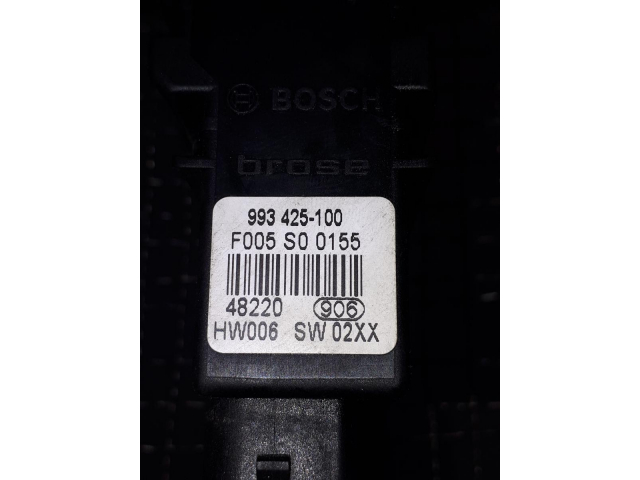 BOSCH
brose
993 425-100
F005 S0 0155
48220 906
HW006 SW 02XX